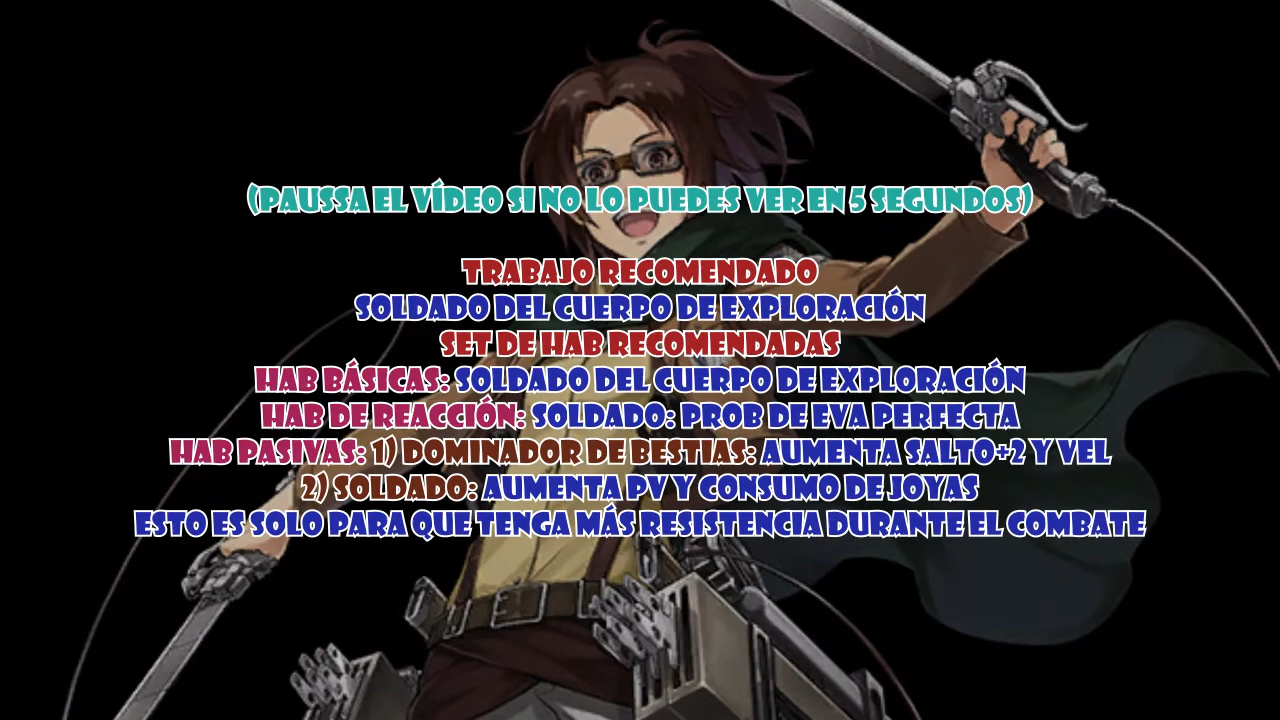 (PAUSSA EL VÍDEO SI NO LO PUEDES VER EN 5 SEGUNDOS)
TRABAJO RECOMENDADO
SOLDADO DEL CUERPO DE EXPLORACIÓN
SET DE HAB RECOMENDADAS
HAB BÁSICAS: SOLDADO DEL CUERPO DE EXPLORACIÓN
HAB DE REACCIÓN: SOLDADO: PROB DE EVA PERFECTA
HAB PASIVAS: 1) DOMINADOR DE BESTIAS: AUMENTA SALTO+2 Y VEL
2) SOLDADO: AUMENTA PV Y CONSUMO DE JOYAS
ESTO ES SOLO PARA QUE TENGA MÁS RESISTENCIA DURANTE EL COMBATE